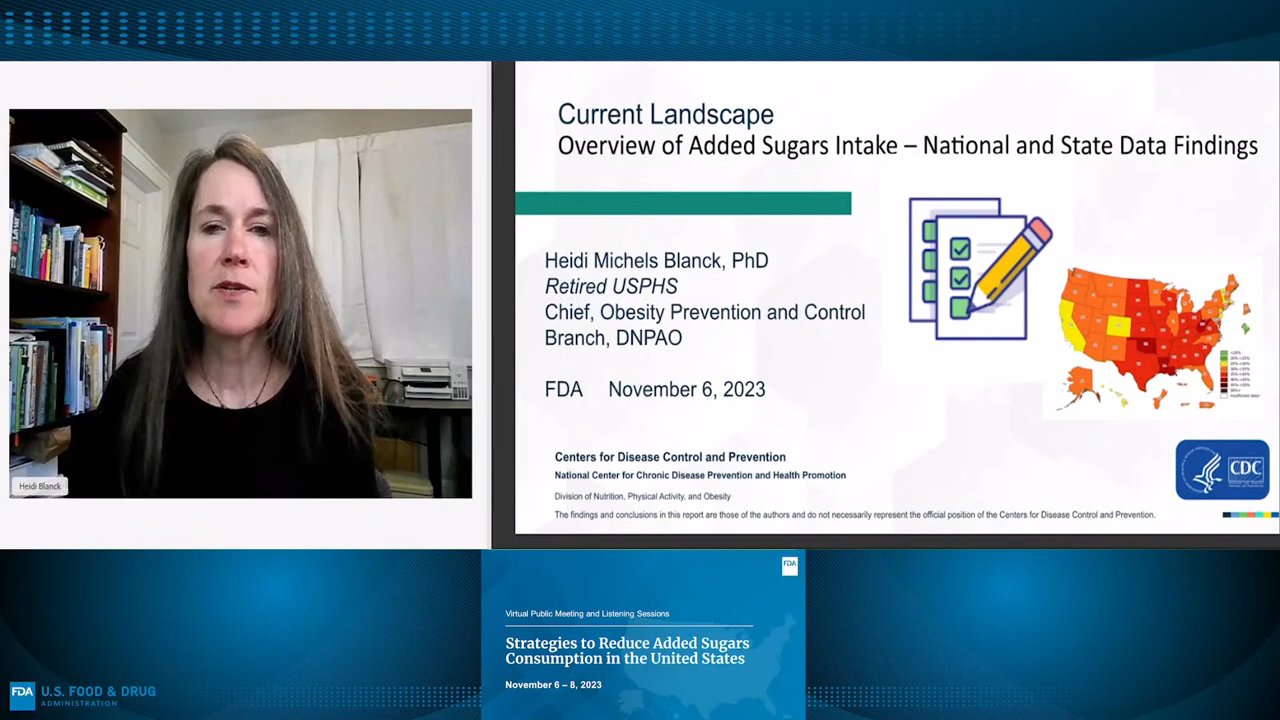 Current Landscape
Overview of Added Sugars Intake – National and State Data Findings
Heidi Michels Blanck, PhD
Retired USPHS
Chief, Obesity Prevention and Control
Branch, DNPAO
FDA November 6, 2023
Centers for Disease Control and Prevention
National Center for Chronic Disease Prevention and Health Promotion
Division of Nutrition, Physical Activity, and Obesity
The findings and conclusions in this report are those of the authors and do not necessarily represent the official position of the Centers for Disease Control and Prevention.
CDC
Heidi Blanck
FDA
Virtual Public Meeting and Listening Sessions
Strategies to Reduce Added Sugars
Consumption in the United States
November 6 – 8, 2023
FDA U.S. FOOD & DRUG
ADMINISTRATION